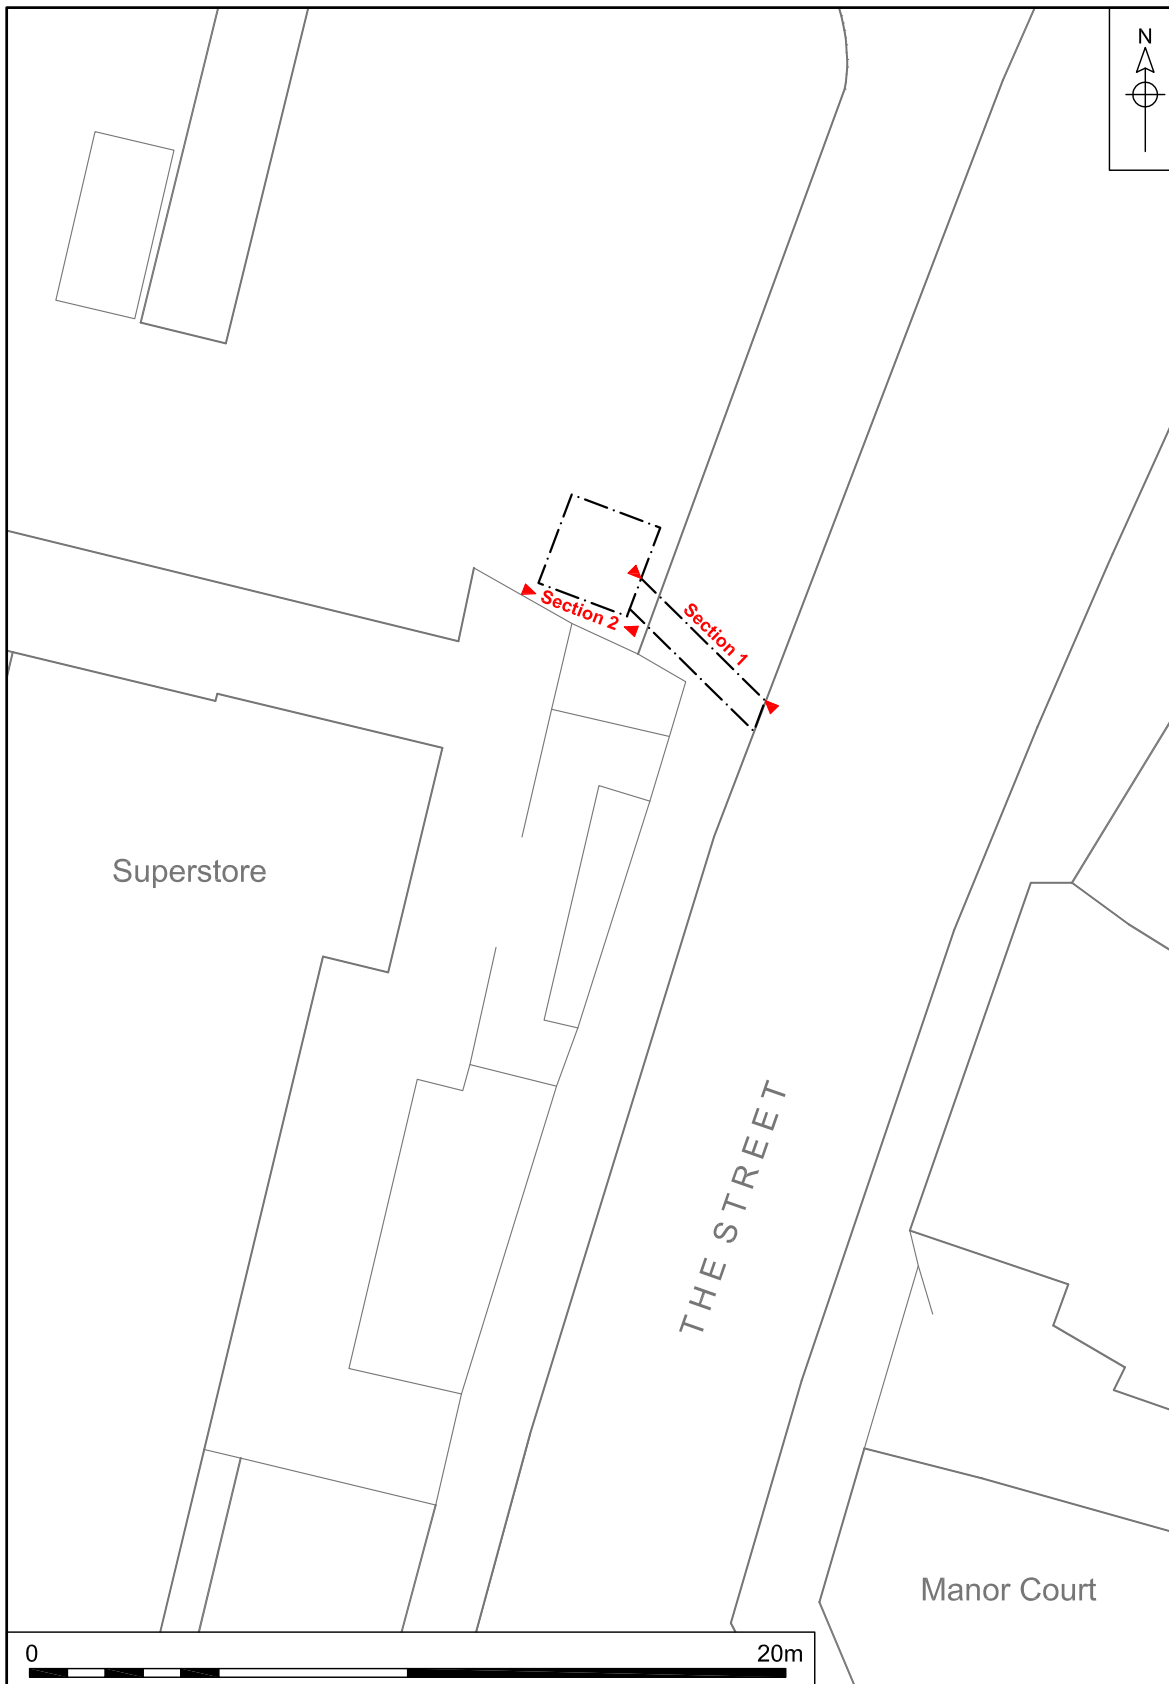 N
Section 1
Section 2
Superstore
THE STREET
Manor Court
0 20m